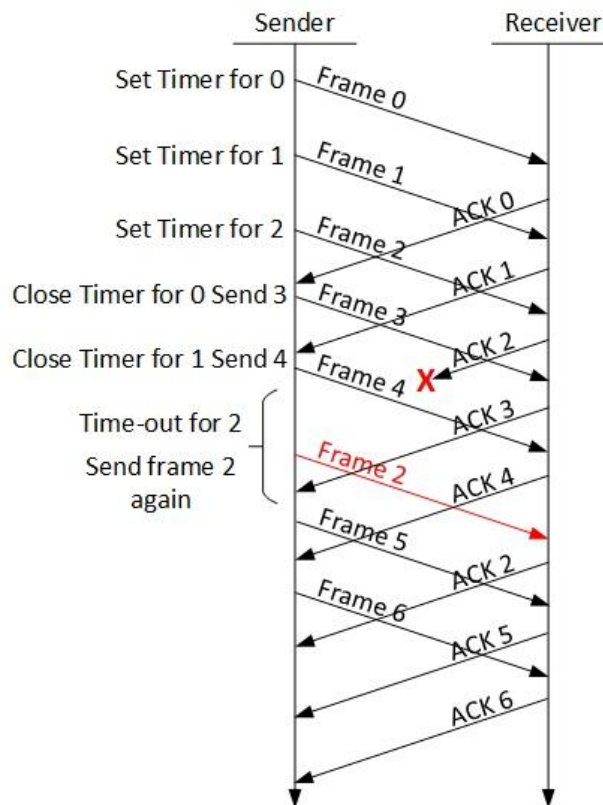 Sender
Receiver
Set Timer for 0
Frame 0
Set Timer for 1
Frame 1
ACK 0
Set Timer for 2
Frame 2
ACK 1
Close Timer for 0 Send 3
Frame 3
ACK 2
X
Close Timer for 1 Send 4
Frame 4
ACK 3
Time-out for 2
Send frame 2
again
Frame 2
ACK 4
Frame 5
ACK 2
Frame 6
ACK 5
ACK 6